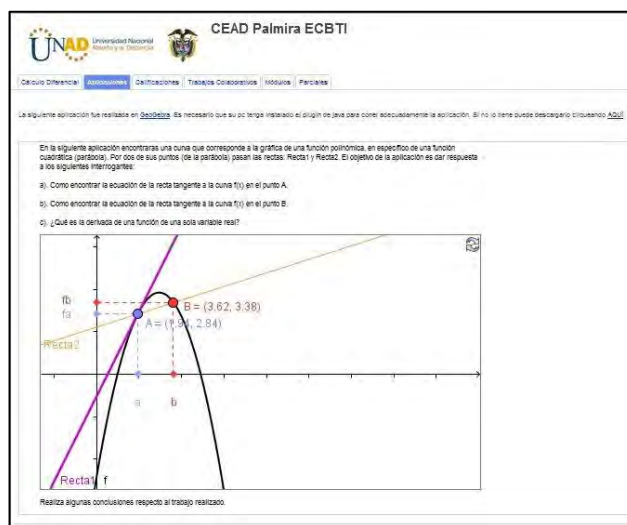 CEAD Palmira ECBTI
UNAD Universidad Nacional
Abierta y a Distancia
Cálculo Diferencial Aplicaciones Calificaciones Trabajos Colaborativos Módulos Parciales
La siguiente aplicación fue realizada en GeoGebra. Es necesario que su pc tenga instalado el plugin de java para correr adecuadamente la aplicación. Si no lo tiene puede descargarlo cliqueando AQUÍ
En la siguiente aplicación encontraras una curva que corresponde a la gráfica de una función polinómica, en específico de una función
cuadrática (parábola). Por dos de sus puntos (de la parábola) pasan las rectas: Recta1 y Recta2. El objetivo de la aplicación es dar respuesta
a los siguientes interrogantes:
a). Como encontrar la ecuación de la recta tangente a la curva f(x) en el punto A.
b). Como encontrar la ecuación de la recta tangente a la curva f(x) en el punto B.
c). ¿Qué es la derivada de una función de una sola variable real?
fb
B = (3.62, 3.38)
fa
A = (1.94, 2.84)
Recta2
a b
Recta1 f
Realiza algunas conclusiones respecto al trabajo realizado.